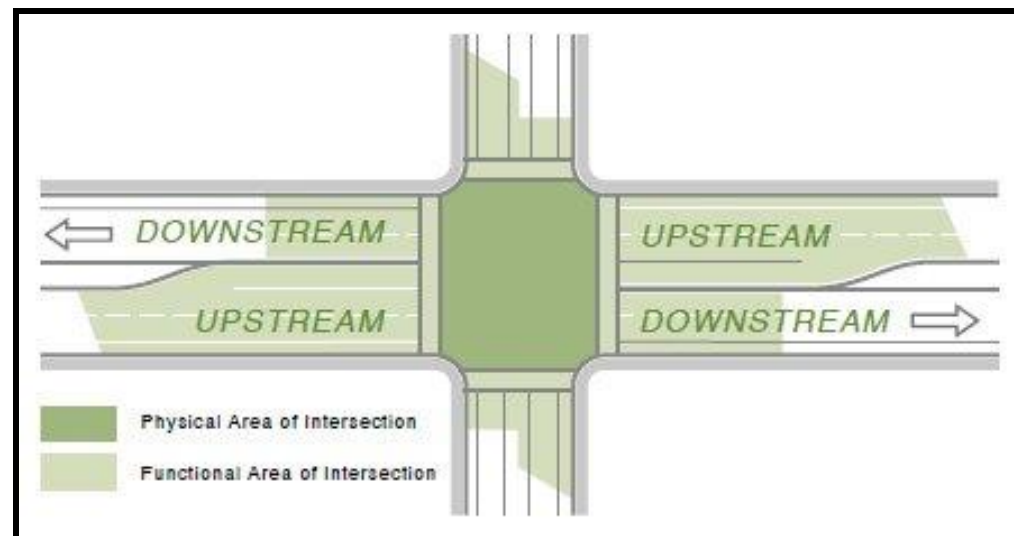 DOWNSTREAM
UPSTREAM
UPSTREAM
DOWNSTREAM
Physical Area of Intersection
Functional Area of Intersection